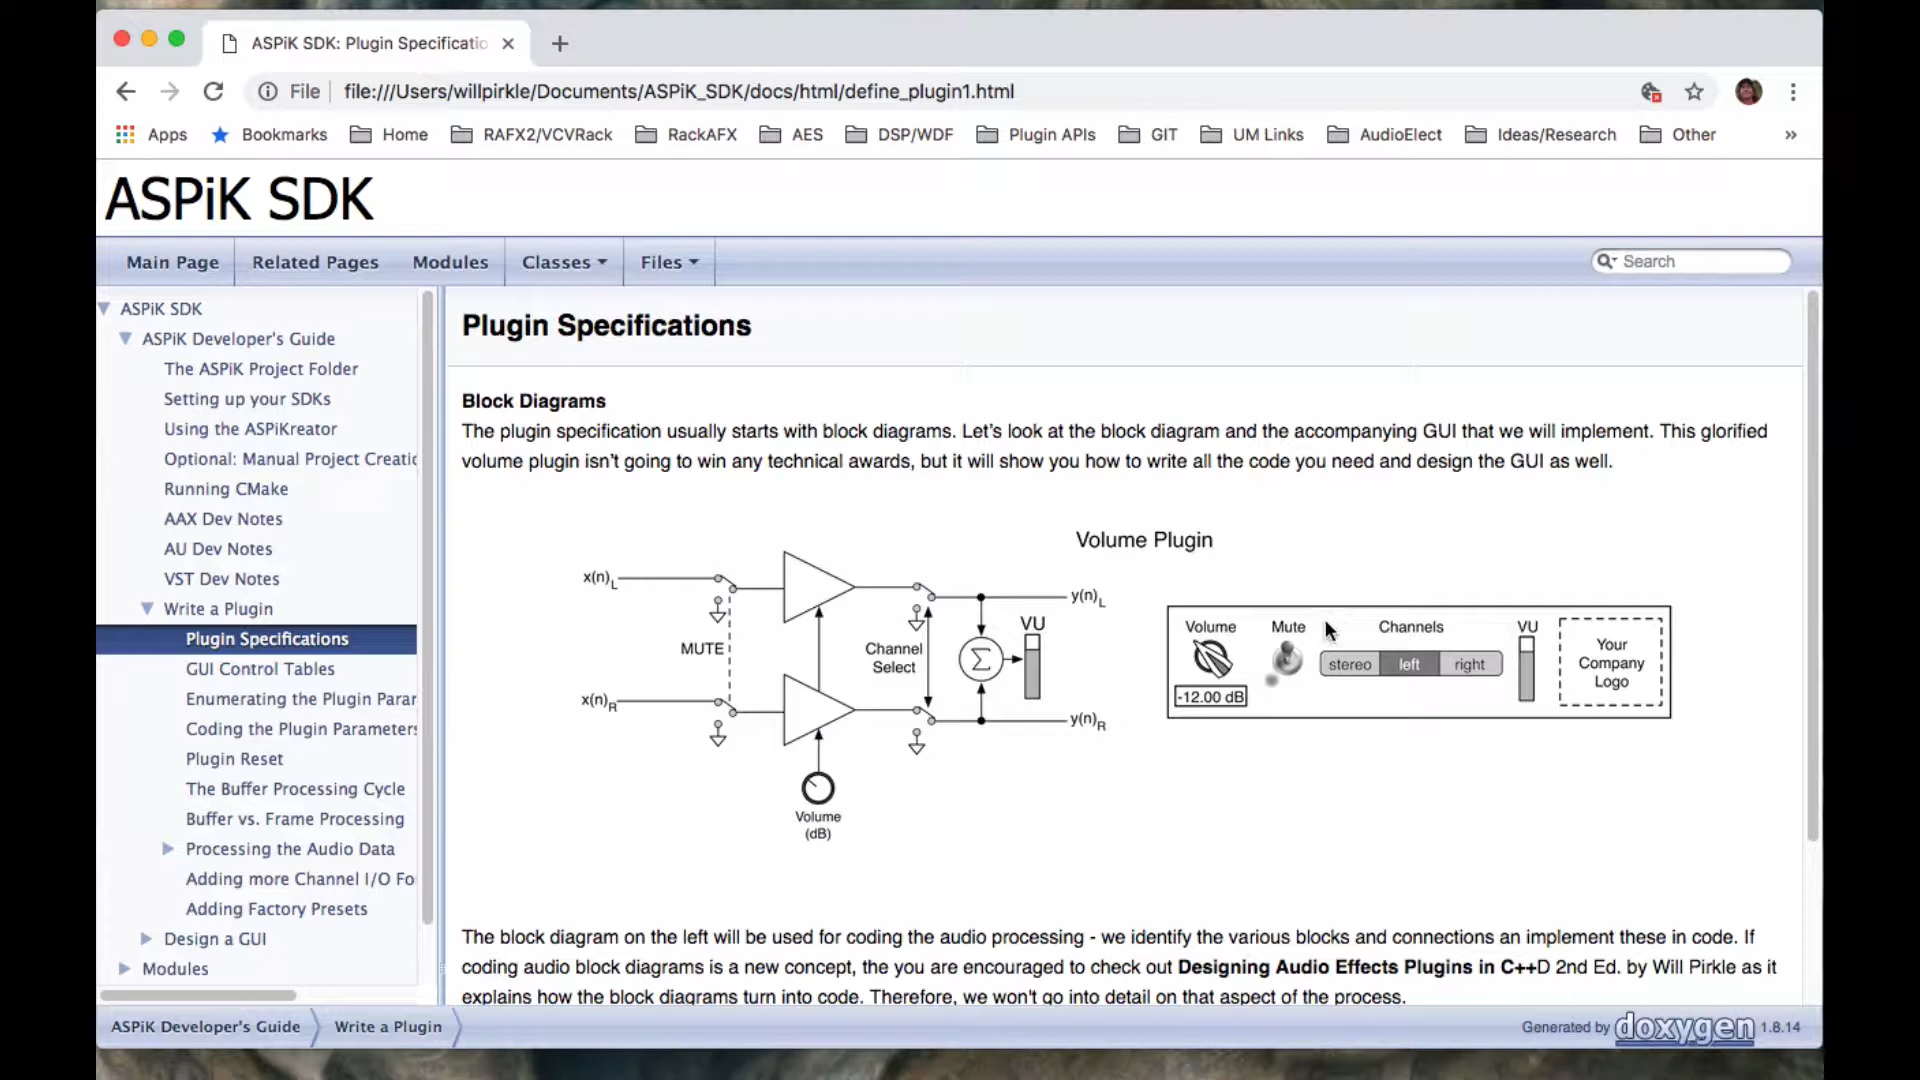 ASPiK SDK: Plugin Specificatio
File
file:///Users/willpirkle/Documents/ASPiK_SDK/docs/html/define_plugin1.html
Apps
Bookmarks
Home
RAFX2/VCVRack
RackAFX
AES
DSP/WDF
Plugin APIs
GIT
UM Links
AudioElect
Ideas/Research
Other
»
ASPiK SDK
Main Page
Related Pages
Modules
Classes
Files
Search
ASPiK SDK
ASPiK Developer's Guide
The ASPiK Project Folder
Setting up your SDKs
Using the ASPiKreator
Optional: Manual Project Creatio
Running CMake
AAX Dev Notes
AU Dev Notes
VST Dev Notes
Write a Plugin
Plugin Specifications
GUI Control Tables
Enumerating the Plugin Parar
Coding the Plugin Parameters
Plugin Reset
The Buffer Processing Cycle
Buffer vs. Frame Processing
Processing the Audio Data
Adding more Channel I/O Fo
Adding Factory Presets
Design a GUI
Modules
Plugin Specifications
Block Diagrams
The plugin specification usually starts with block diagrams. Let's look at the block diagram and the accompanying GUI that we will implement. This glorified
volume plugin isn't going to win any technical awards, but it will show you how to write all the code you need and design the GUI as well.
Volume Plugin
x(n)L
y(n)L
MUTE
Channel
Select
Σ
VU
x(n)R
y(n)R
Volume
(dB)
Volume
Mute
Channels
VU
stereo
left
right
-12.00 dB
Your
Company
Logo
The block diagram on the left will be used for coding the audio processing - we identify the various blocks and connections an implement these in code. If
coding audio block diagrams is a new concept, the you are encouraged to check out Designing Audio Effects Plugins in C++D 2nd Ed. by Will Pirkle as it
explains how the block diagrams turn into code. Therefore, we won't go into detail on that aspect of the process.
ASPiK Developer's Guide
Write a Plugin
Generated by doxygen 1.8.14